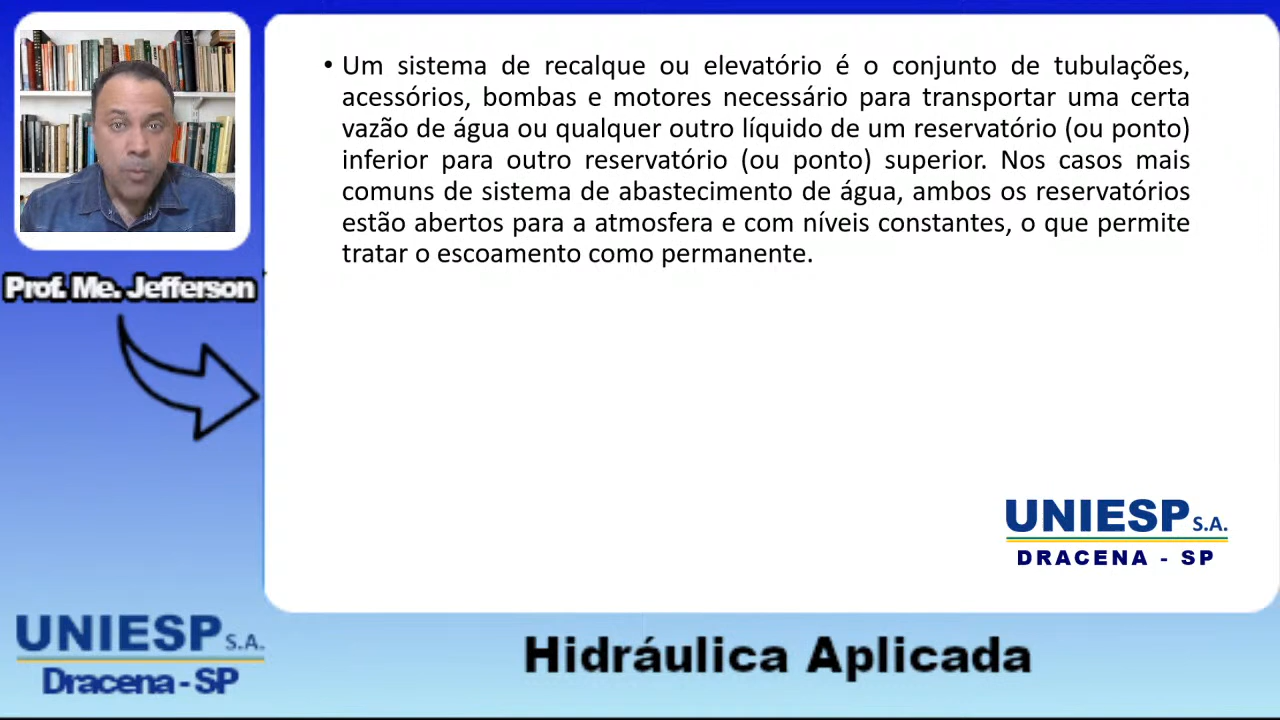 • Um sistema de recalque ou elevatório é o conjunto de tubulações,
acessórios, bombas e motores necessário para transportar uma certa
vazão de água ou qualquer outro líquido de um reservatório (ou ponto)
inferior para outro reservatório (ou ponto) superior. Nos casos mais
comuns de sistema de abastecimento de água, ambos os reservatórios
estão abertos para a atmosfera e com níveis constantes, o que permite
tratar o escoamento como permanente.
Prof. Me. Jefferson
UNIESP S.A.
DRACENA - SP
UNIESP S.A.
Dracena - SP
Hidráulica Aplicada